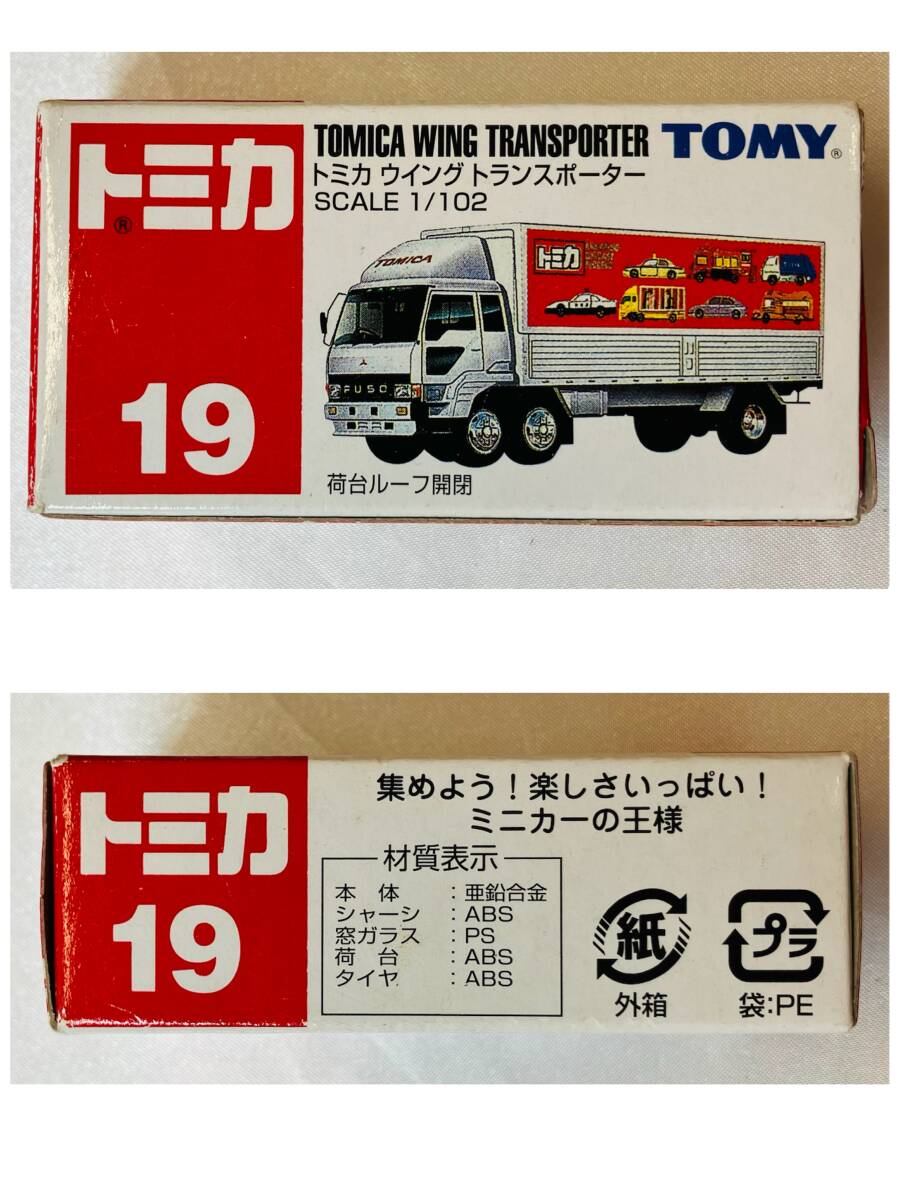 トミカ
®
19
TOMICA WING TRANSPORTER
TOMY®
トミカ ウイング トランスポーター
SCALE 1/102
TOMICA
FUSO
トミカ
荷台ルーフ開閉
トミカ
19
集めよう！楽しさいっぱい！
ミニカーの王様
材質表示
本 体 ：亜鉛合金
シャーシ ：ABS
窓ガラス ：PS
荷 台 ：ABS
タイヤ ：ABS
紙
外箱
プラ
袋:PE